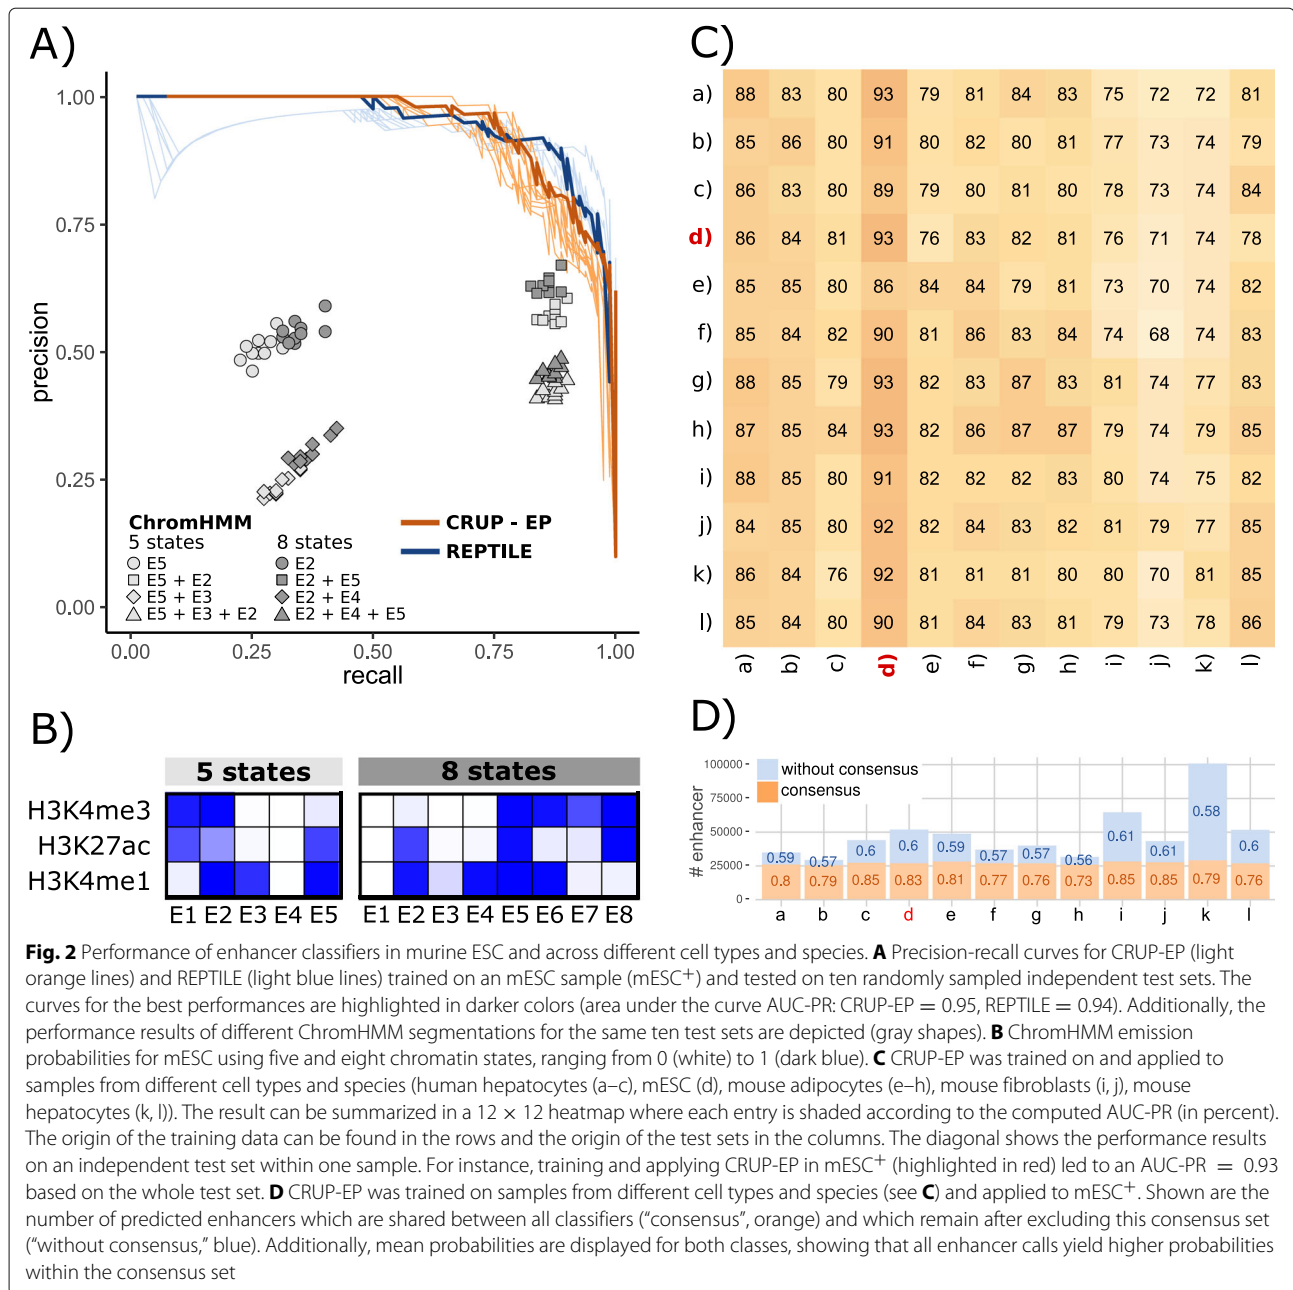 A)
1.00
0.75
0.50
0.25
0.00
precision
0.00 0.25 0.50 0.75 1.00
recall
ChromHMM
5 states 8 states
E5 E2
E5 + E2 E2 + E5
E5 + E3 E2 + E4
E5 + E3 + E2 E2 + E4 + E5
CRUP - EP
REPTILE
C)
a) 88 83 80 93 79 81 84 83 75 72 72 81
b) 85 86 80 91 80 82 80 81 77 73 74 79
c) 86 83 80 89 79 80 81 80 78 73 74 84
d) 86 84 81 93 76 83 82 81 76 71 74 78
e) 85 85 80 86 84 84 79 81 73 70 74 82
f) 85 84 82 90 81 86 83 84 74 68 74 83
g) 88 85 79 93 82 83 87 83 81 74 77 83
h) 87 85 84 93 82 86 87 87 79 74 79 85
i) 88 85 80 91 82 82 82 83 80 74 75 82
j) 84 85 80 92 82 84 83 82 81 79 77 85
k) 86 84 76 92 81 81 81 80 80 70 81 85
l) 85 84 80 90 81 84 83 81 79 73 78 86
a) b) c) d) e) f) g) h) i) j) k) l)
B)
5 states 8 states
H3K4me3
H3K27ac
H3K4me1
E1 E2 E3 E4 E5 E1 E2 E3 E4 E5 E6 E7 E8
D)
# enhancer
100000
75000
50000
25000
0
without consensus
consensus
0.59 0.57 0.6 0.6 0.59 0.57 0.57 0.56 0.61 0.61 0.58 0.6
0.8 0.79 0.85 0.83 0.81 0.77 0.76 0.73 0.85 0.85 0.79 0.76
a b c d e f g h i j k l
Fig. 2 Performance of enhancer classifiers in murine ESC and across different cell types and species. A Precision-recall curves for CRUP-EP (light
orange lines) and REPTILE (light blue lines) trained on an mESC sample (mESC+) and tested on ten randomly sampled independent test sets. The
curves for the best performances are highlighted in darker colors (area under the curve AUC-PR: CRUP-EP = 0.95, REPTILE = 0.94). Additionally, the
performance results of different ChromHMM segmentations for the same ten test sets are depicted (gray shapes). B ChromHMM emission
probabilities for mESC using five and eight chromatin states, ranging from 0 (white) to 1 (dark blue). C CRUP-EP was trained on and applied to
samples from different cell types and species (human hepatocytes (a–c), mESC (d), mouse adipocytes (e–h), mouse fibroblasts (i, j), mouse
hepatocytes (k, l)). The result can be summarized in a 12 × 12 heatmap where each entry is shaded according to the computed AUC-PR (in percent).
The origin of the training data can be found in the rows and the origin of the test sets in the columns. The diagonal shows the performance results
on an independent test set within one sample. For instance, training and applying CRUP-EP in mESC+ (highlighted in red) led to an AUC-PR = 0.93
based on the whole test set. D CRUP-EP was trained on samples from different cell types and species (see C) and applied to mESC+. Shown are the
number of predicted enhancers which are shared between all classifiers (“consensus”, orange) and which remain after excluding this consensus set
(“without consensus,” blue). Additionally, mean probabilities are displayed for both classes, showing that all enhancer calls yield higher probabilities
within the consensus set